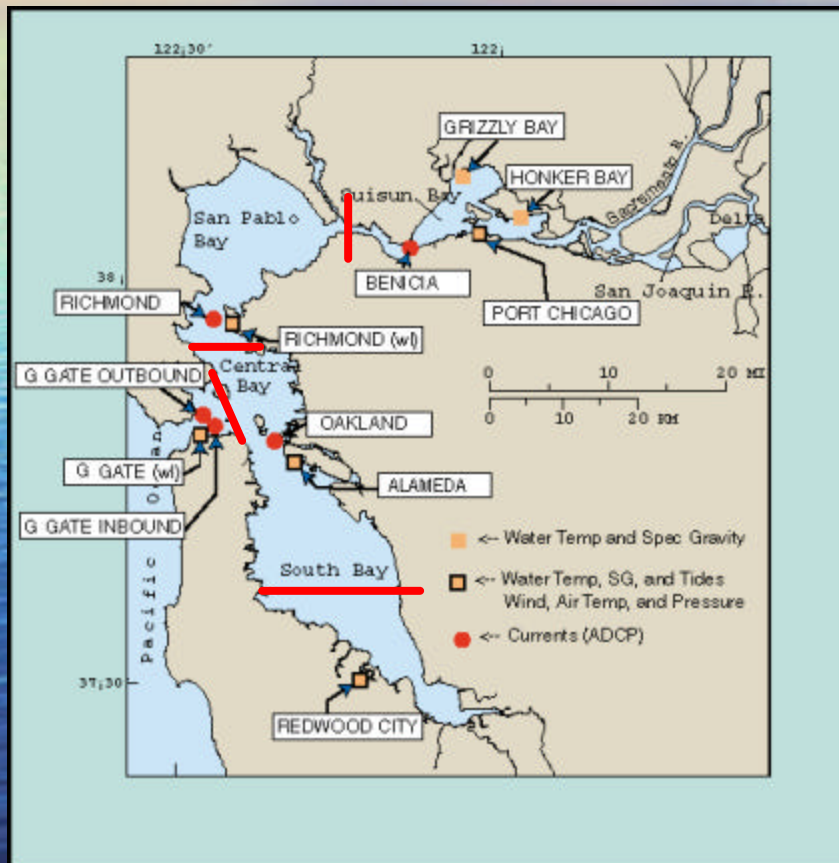 122;30'
122;
GRIZZLY BAY
HONKER BAY
Suisun. Bay
Sacramento R.
San Pablo
Bay
Delta
38;
BENICIA
San Joaquin R.
RICHMOND
PORT CHICAGO
RICHMOND (wl)
G GATE OUTBOUND
Central
Bay
0 10 20 MI
0 10 20 KM
OAKLAND
G GATE (wl)
ALAMEDA
G GATE INBOUND
Pacific
<-- Water Temp and Spec Gravity
South Bay
<-- Water Temp, SG, and Tides
Wind, Air Temp, and Pressure
<-- Currents (ADCP)
37;30
REDWOOD CITY